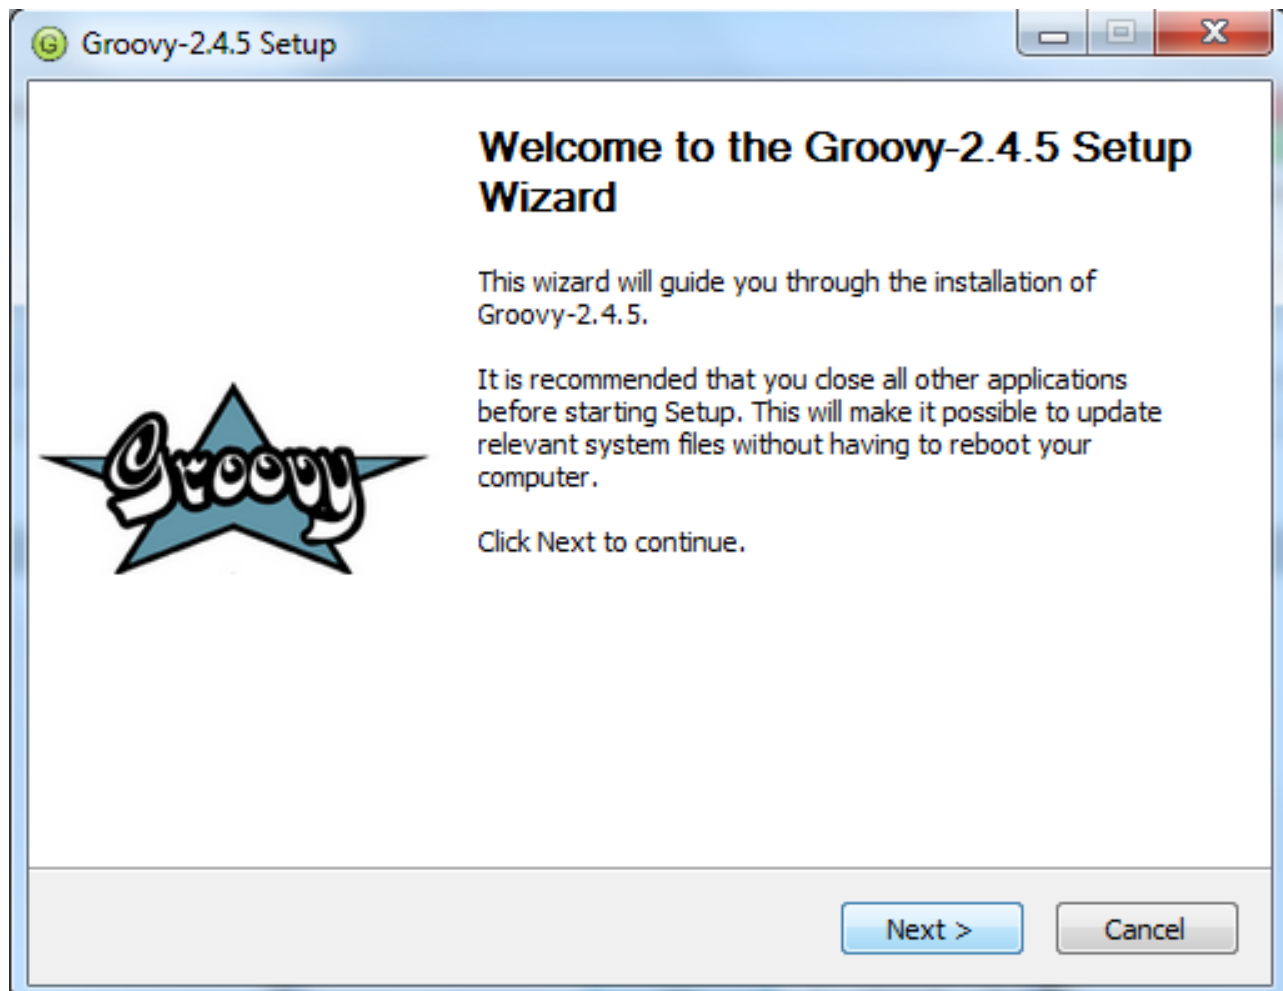 Groovy-2.4.5 Setup
Welcome to the Groovy-2.4.5 Setup
Wizard
This wizard will guide you through the installation of
Groovy-2.4.5.
It is recommended that you close all other applications
before starting Setup. This will make it possible to update
relevant system files without having to reboot your
computer.
Groovy
Click Next to continue.
Next >
Cancel